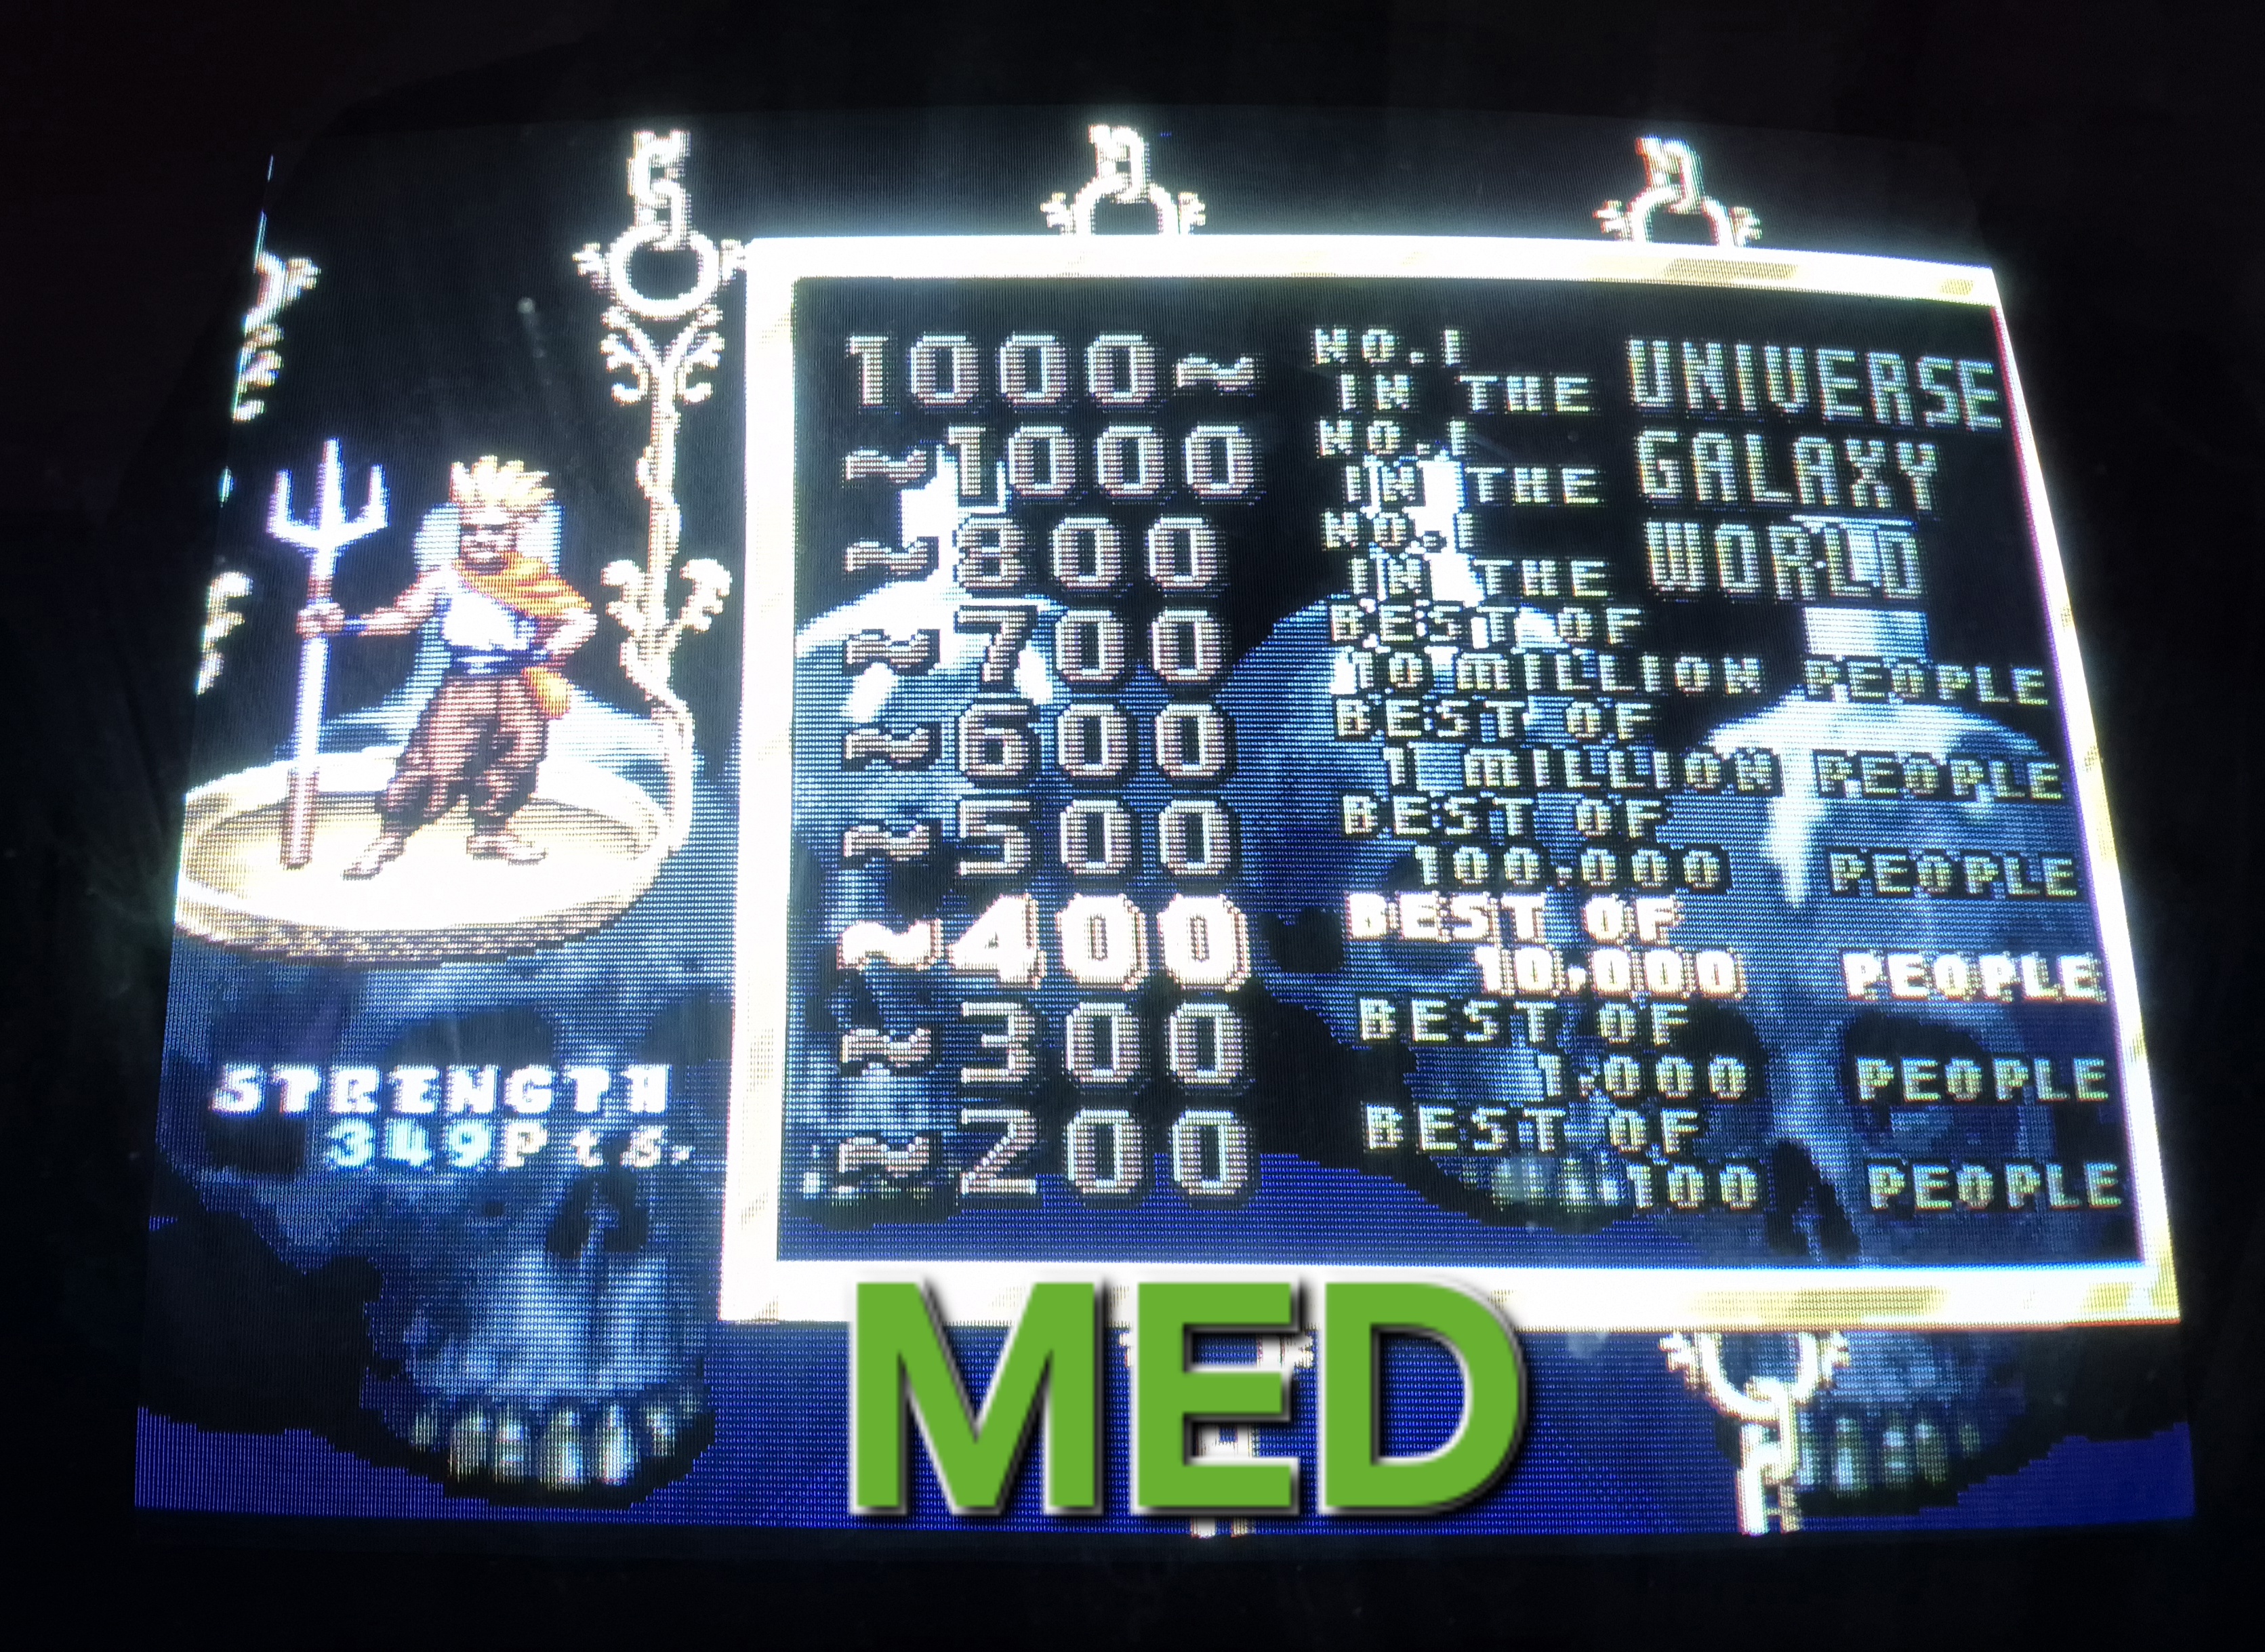 1000~ NO.1
IN THE UNIVERSE
~1000 NO.1
IN THE GALAXY
~800 NO.1
IN THE WORLD
~700 BEST OF
10 MILLION PEOPLE
~600 BEST OF
1 MILLION PEOPLE
~500 BEST OF
100.000 PEOPLE
~400 BEST OF
10,000 PEOPLE
~300 BEST OF
1,000 PEOPLE
~200 BEST OF
100 PEOPLE
STRENGTH
349Pts.
MED